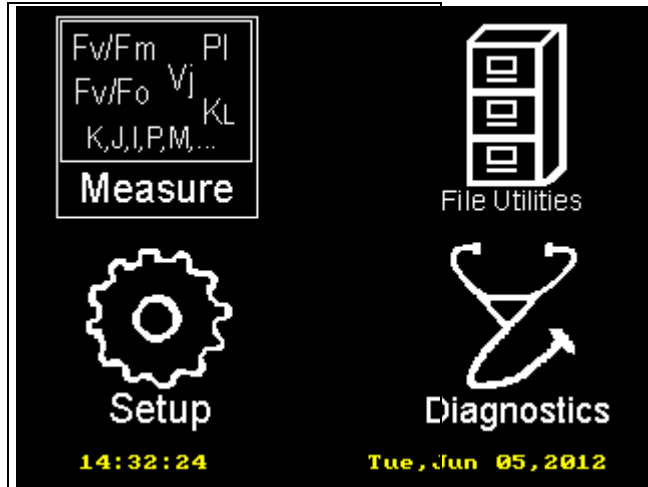 Fv/Fm PI
Fv/Fo Vj
KL
K,J,I,P,M,...
Measure
File Utilities
Setup
Diagnostics
14:32:24
Tue,Jun 05,2012